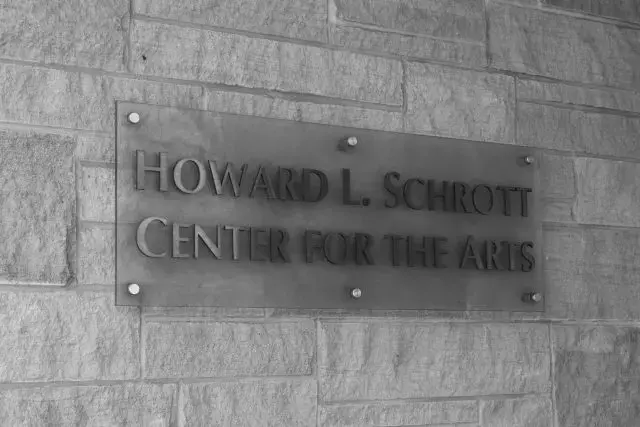 HOWARD L. SCHROTT
CENTER FOR THE ARTS